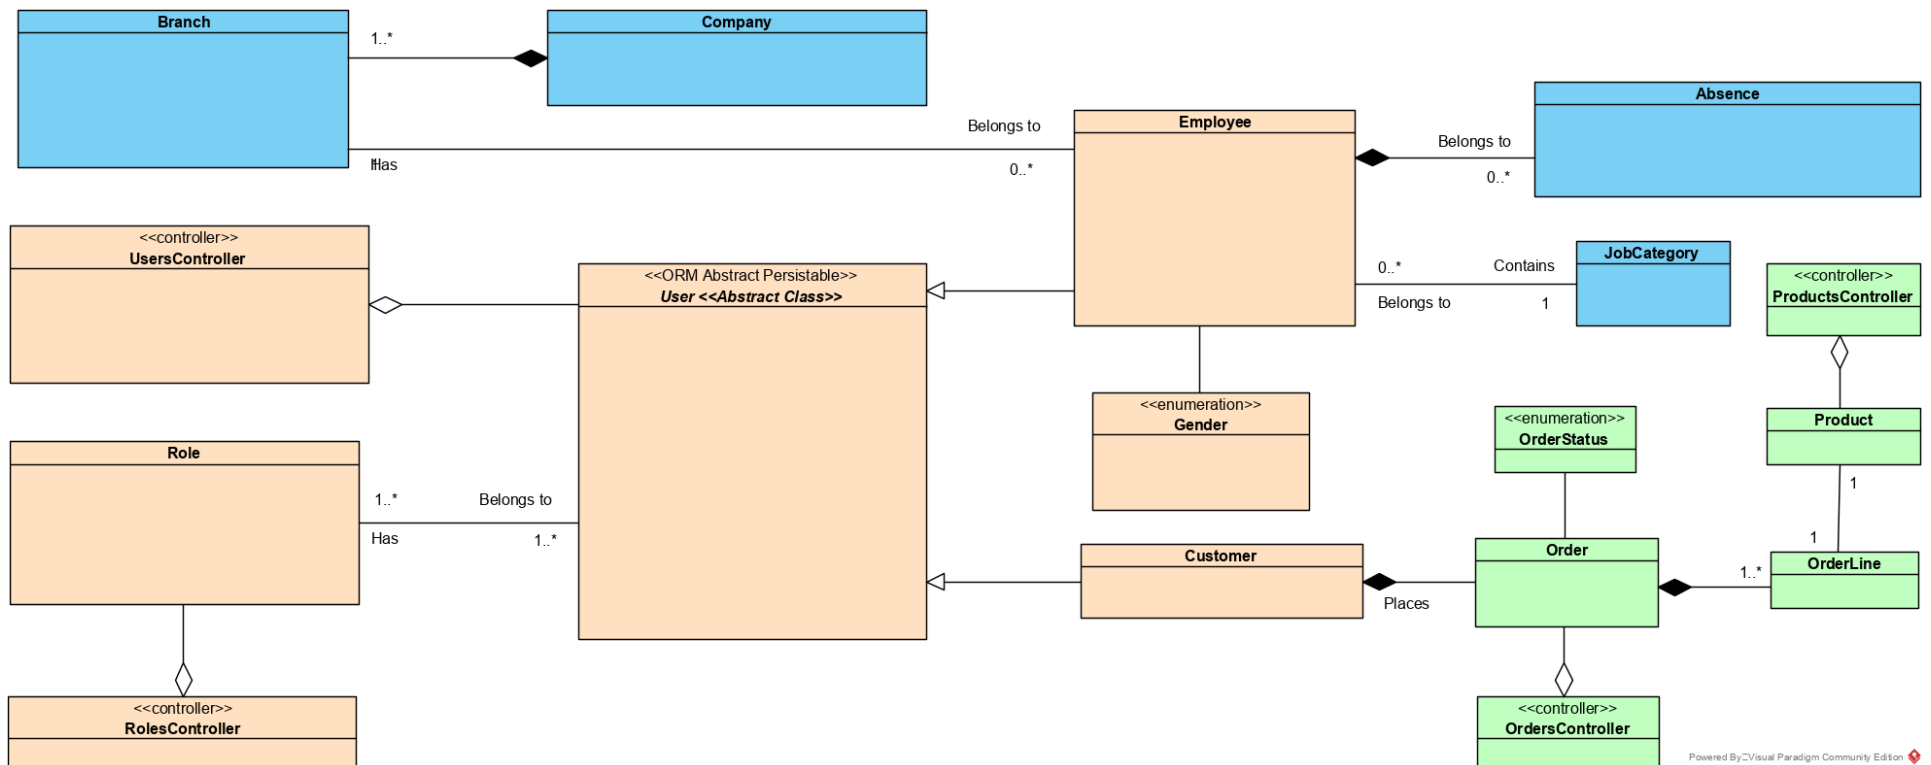 Branch
Company
1..*
Absence
Employee
Belongs to
Has
0..*
Belongs to
0..*
<<controller>>
UsersController
<<ORM Abstract Persistable>>
User <<Abstract Class>>
0..*
Contains
Belongs to
1
JobCategory
<<controller>>
ProductsController
<<enumeration>>
Gender
<<enumeration>>
OrderStatus
Product
1
Role
1..*
Belongs to
Has
1..*
Customer
Places
Order
1..*
1
OrderLine
<<controller>>
RolesController
<<controller>>
OrdersController
Powered By Visual Paradigm Community Edition